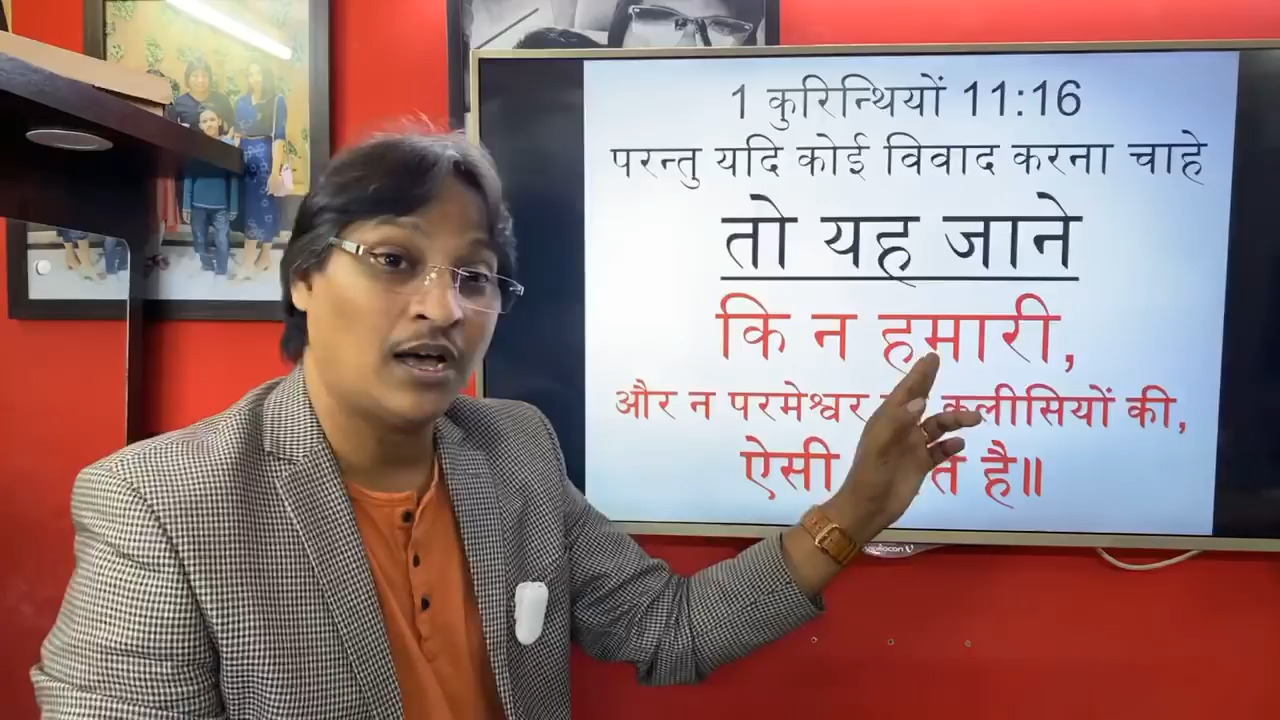 1 कुरिन्थियों 11:16
परन्तु यदि कोई विवाद करना चाहे
तो यह जाने
कि न हमारी,
और न परमेश्वर कलीसियों की,
ऐसी है॥